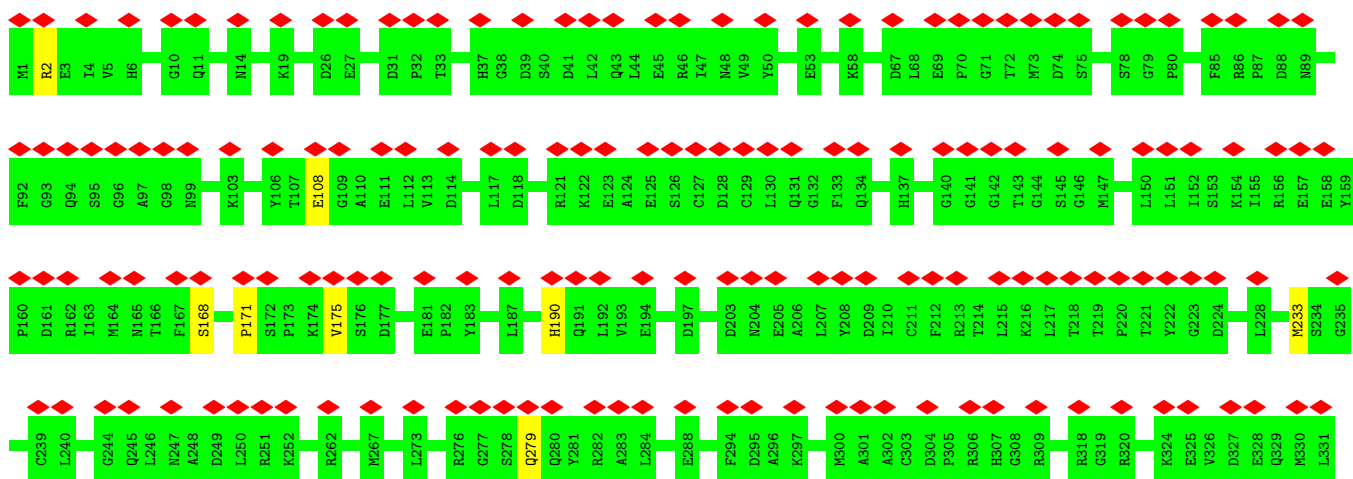 M1 R2 E3 I4 V5 H6 G10 Q11 N14 K19 D26 E27 D31 P32 T33 H37 G38 D39 S40 D41 L42 Q43 L44 E45 R46 I47 N48 V49 Y50 E53 K58 D67 L68 E69 P70 G71 T72 M73 D74 S75 S78 G79 P80 F85 R86 P87 D88 N89
F92 G93 Q94 S95 G96 A97 G98 N99 K103 Y106 T107 E108 G109 A110 E111 L112 V113 D114 L117 D118 R121 K122 E123 A124 E125 S126 C127 D128 C129 L130 Q131 G132 F133 Q134 H137 G140 G141 G142 T143 G144 S145 G146 M147 L150 L151 I152 S153 K154 I155 R156 E157 E158 Y159
P160 D161 R162 I163 M164 N165 T166 F167 S168 P171 S172 P173 K174 V175 S176 D177 E181 P182 Y183 L187 H190 Q191 L192 V193 E194 D197 D203 N204 E205 A206 L207 Y208 D209 I210 C211 F212 R213 T214 L215 K216 L217 T218 T219 P220 T221 Y222 G223 D224 L228 M233 S234 G235
C239 L240 G244 Q245 L246 N247 A248 D249 L250 R251 K252 R262 M267 L273 R276 G277 S278 Q279 Q280 Y281 R282 A283 L284 E288 F294 D295 A296 K297 M300 A301 A302 C303 D304 P305 R306 H307 G308 R309 R318 G319 R320 K324 E325 V326 D327 E328 Q329 M330 L331